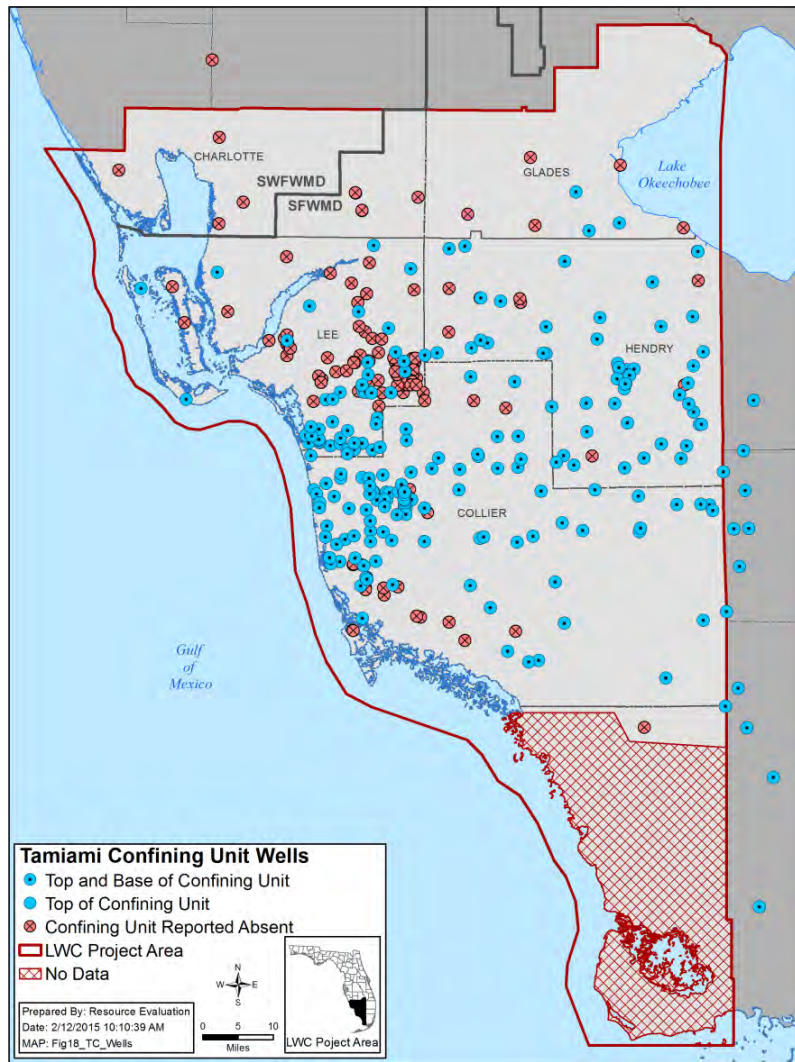 CHARLOTTE
GLADES
Lake
Okeechobee
SWFWMD
SFWMD
LEE
HENDRY
COLLIER
Gulf
of
Mexico
Tamiami Confining Unit Wells
Top and Base of Confining Unit
Top of Confining Unit
Confining Unit Reported Absent
LWC Project Area
No Data
N
W E
S
Prepared By: Resource Evaluation
Date: 2/12/2015 10:10:39 AM
MAP: Fig18_TC_Wells
0 5 10
Miles
LWC Project Area